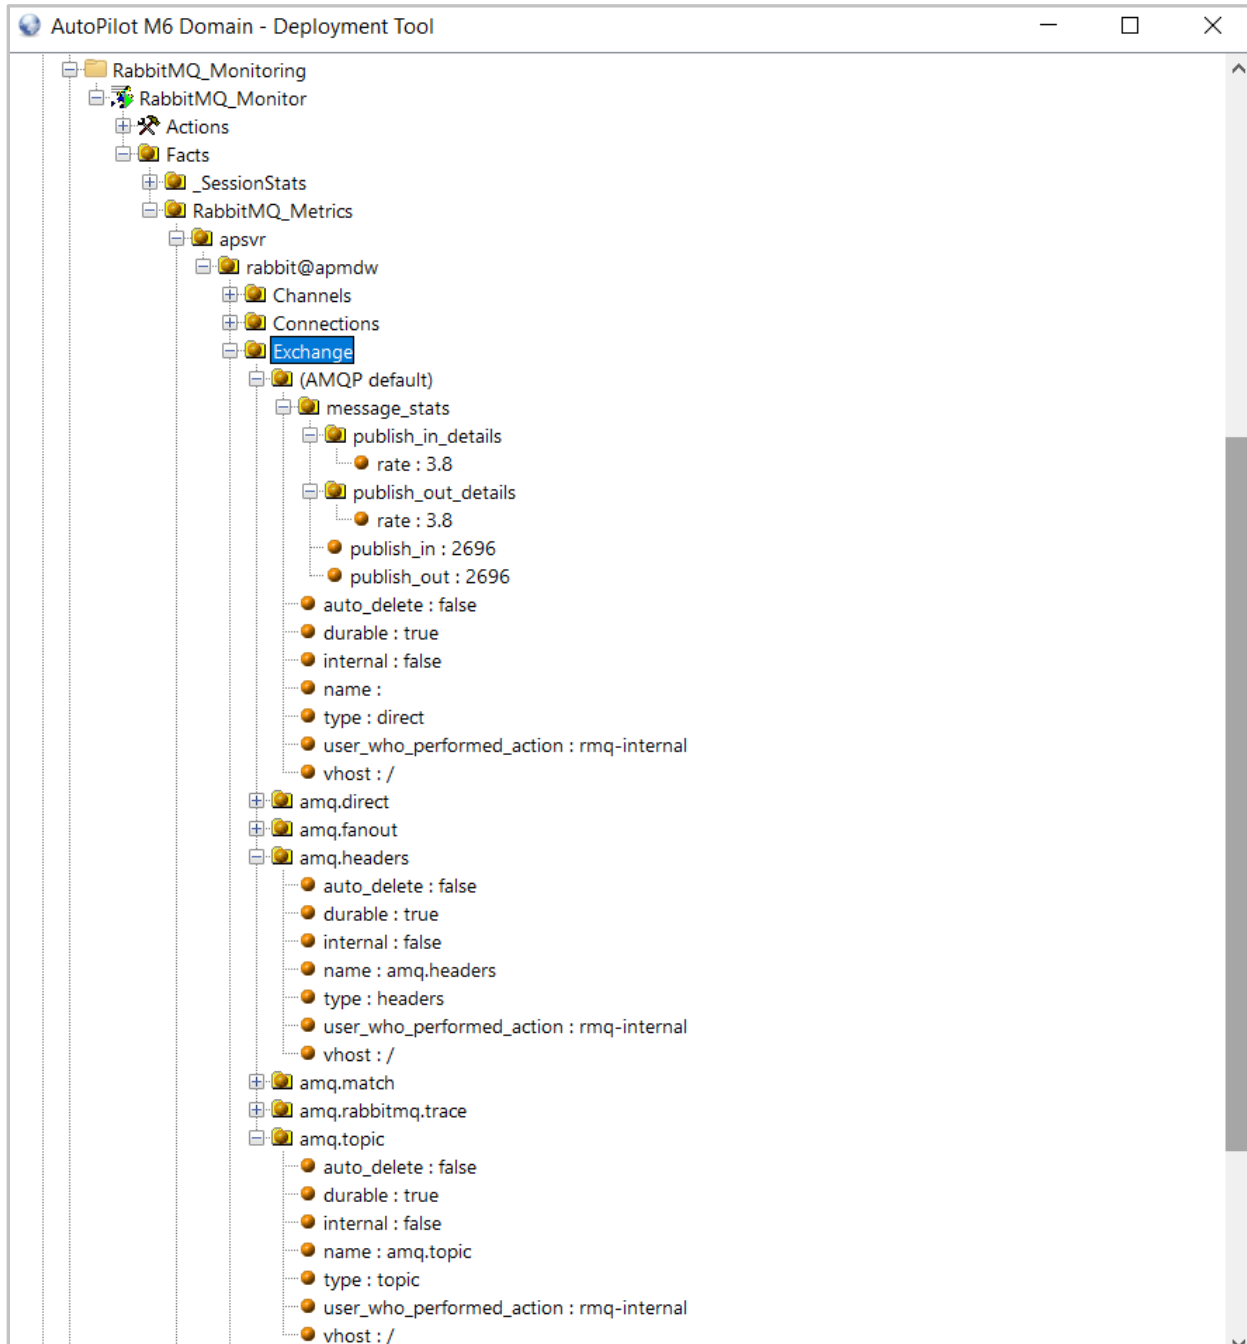 AutoPilot M6 Domain - Deployment Tool
RabbitMQ_Monitoring
RabbitMQ_Monitor
Actions
Facts
_SessionStats
RabbitMQ_Metrics
apsvr
rabbit@apmdw
Channels
Connections
Exchange
(AMQP default)
message_stats
publish_in_details
rate : 3.8
publish_out_details
rate : 3.8
publish_in : 2696
publish_out : 2696
auto_delete : false
durable : true
internal : false
name :
type : direct
user_who_performed_action : rmq-internal
vhost : /
amq.direct
amq.fanout
amq.headers
auto_delete : false
durable : true
internal : false
name : amq.headers
type : headers
user_who_performed_action : rmq-internal
vhost : /
amq.match
amq.rabbitmq.trace
amq.topic
auto_delete : false
durable : true
internal : false
name : amq.topic
type : topic
user_who_performed_action : rmq-internal
vhost : /